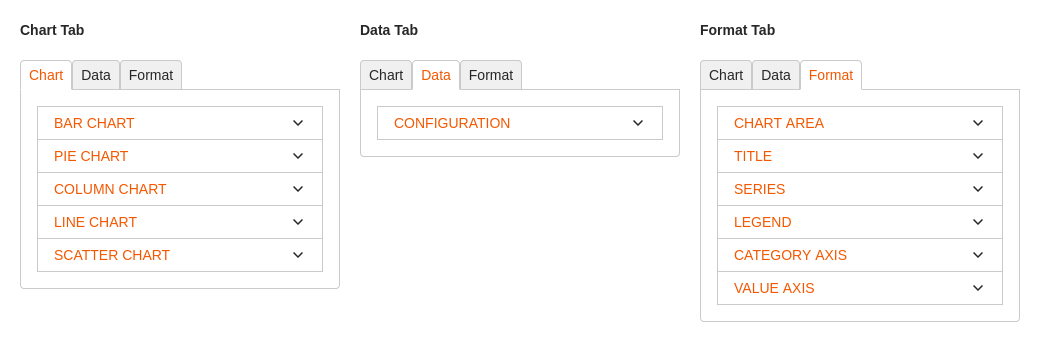 Chart Tab
Chart Data Format
BAR CHART
PIE CHART
COLUMN CHART
LINE CHART
SCATTER CHART
Data Tab
Chart Data Format
CONFIGURATION
Format Tab
Chart Data Format
CHART AREA
TITLE
SERIES
LEGEND
CATEGORY AXIS
VALUE AXIS